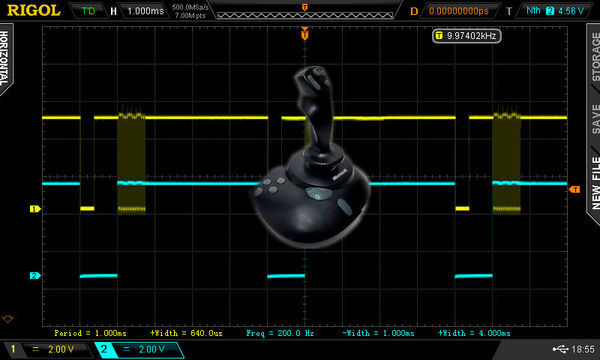 RIGOL T'D H 1.000ms 500.0MSa/s 7.00M pts D 0.00000000ps T Nth 2 4.56 V
T
T 9.97402kHz
HORIZONTAL
STORAGE
SAVE
NEW FILE
T
1
2
Period = 1.000ms +Width = 640.0us Freq = 200.0 Hz -Width = 1.000ms +Width = 4.000ms
1 = 2.00 V 2 = 2.00 V 18:55